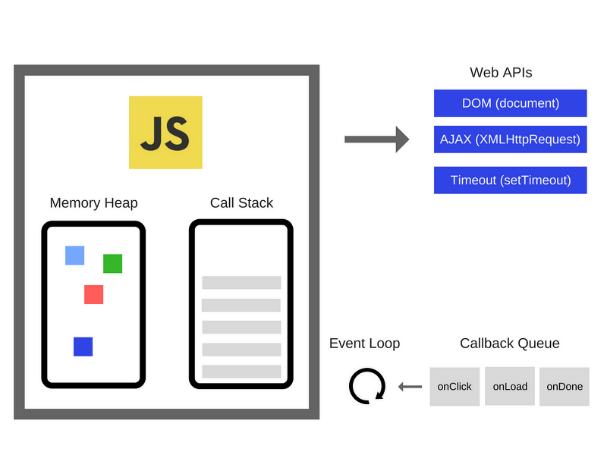 Web APIs
DOM (document)
JS
AJAX (XMLHttpRequest)
Timeout (setTimeout)
Memory Heap
Call Stack
Event Loop
Callback Queue
onClick
onLoad
onDone